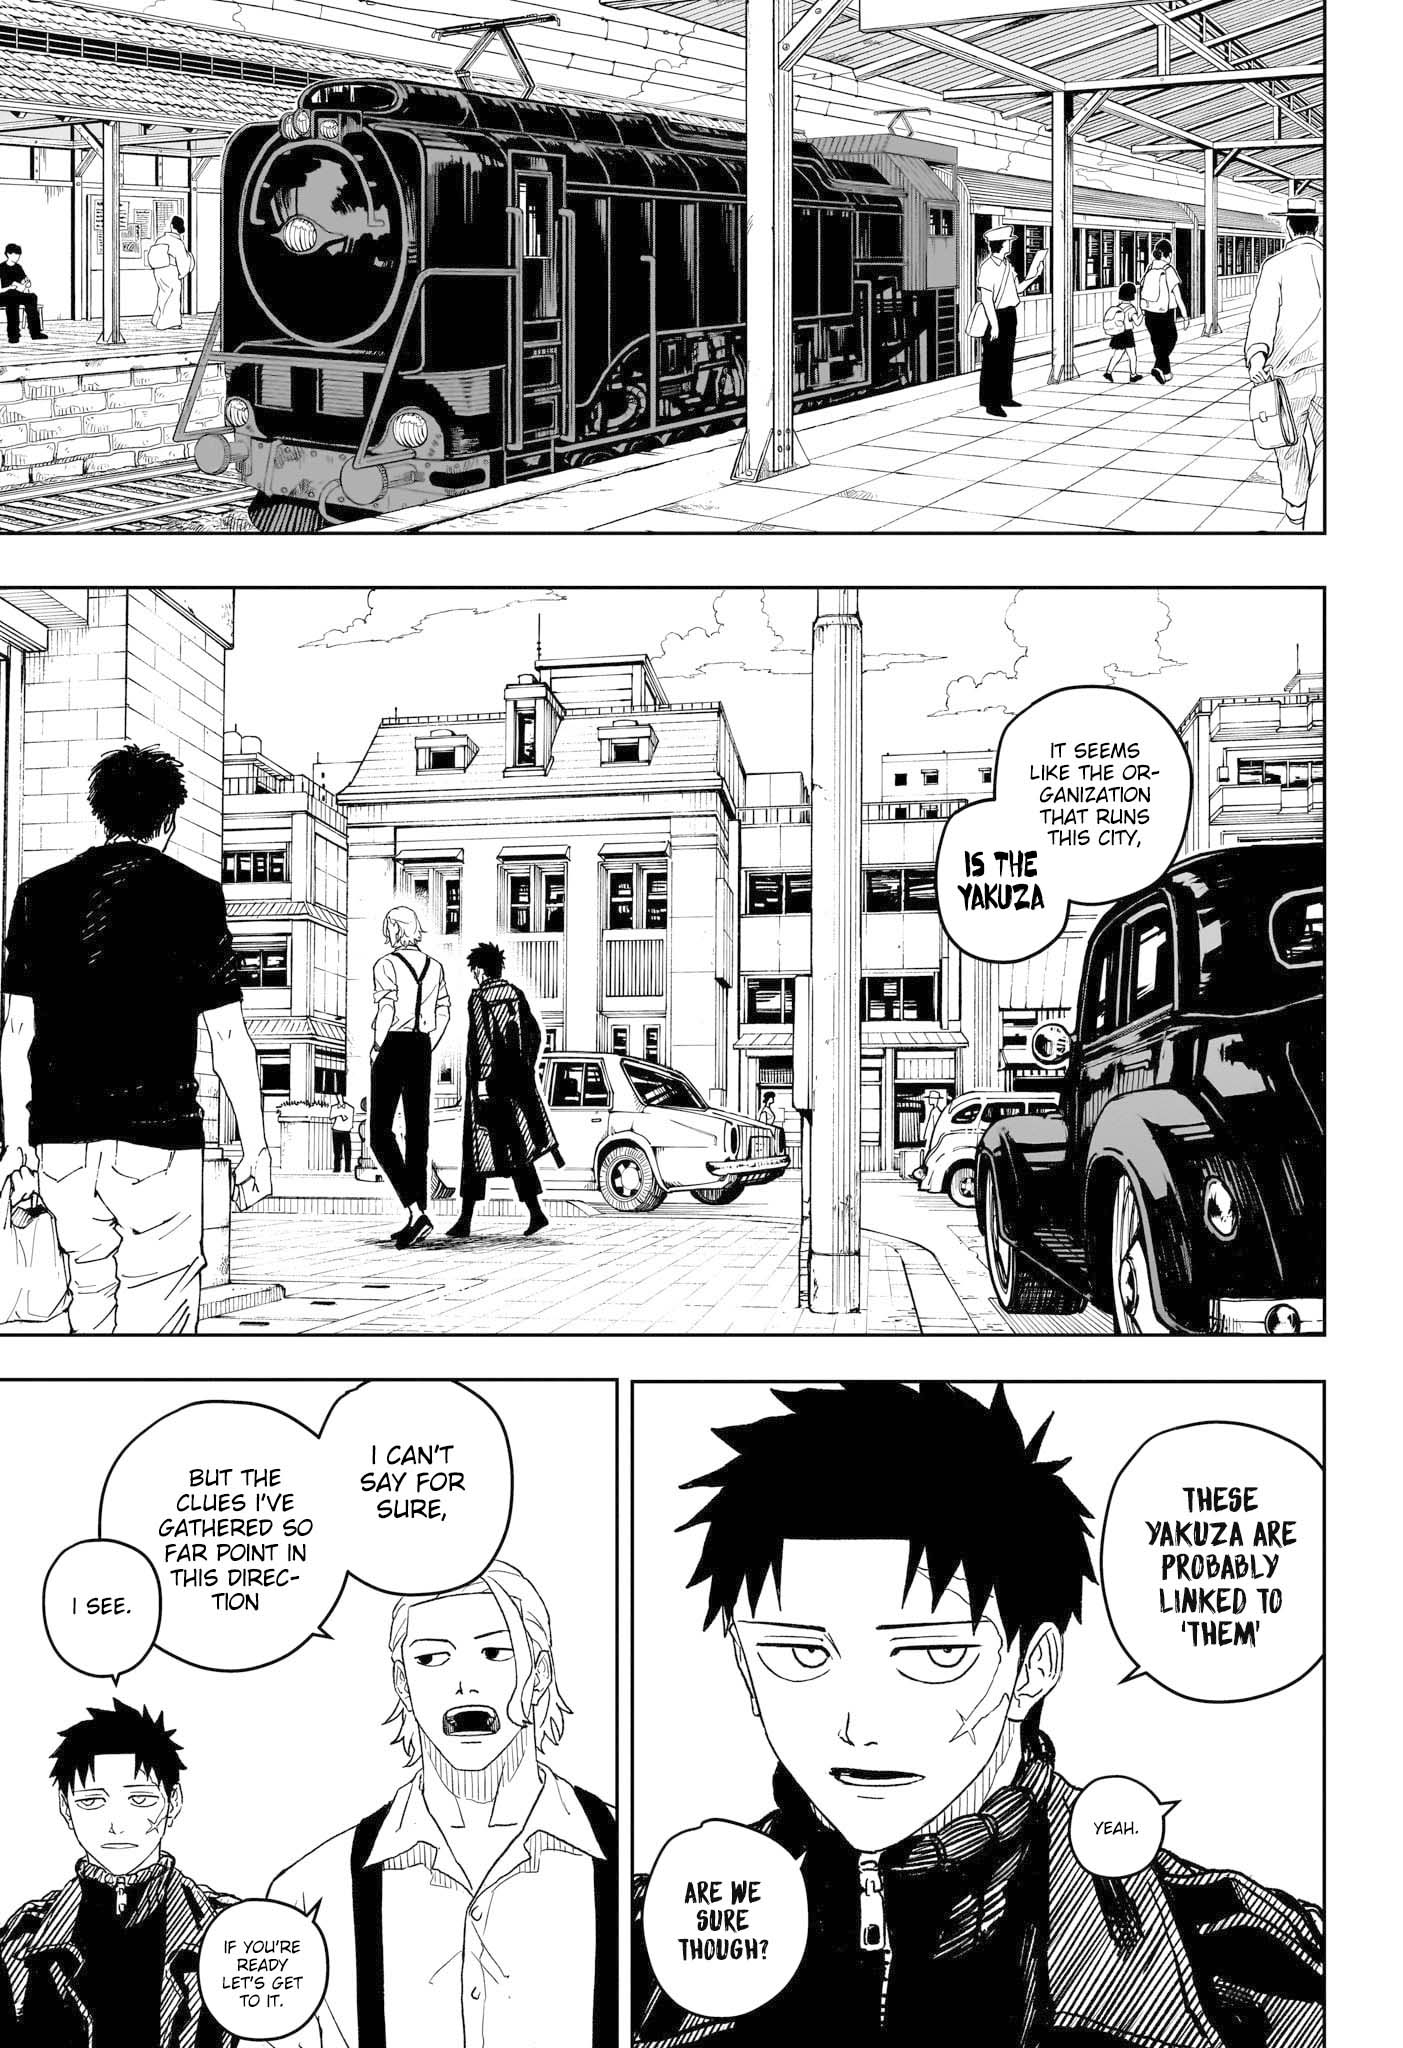 IT SEEMS
LIKE THE OR-
GANIZATION
THAT RUNS
THIS CITY,
IS THE
YAKUZA
THESE
YAKUZA ARE
PROBABLY
LINKED TO
'THEM'
YEAH.
ARE WE
SURE
THOUGH?
I CAN'T
SAY FOR
SURE,
BUT THE
CLUES I'VE
GATHERED SO
FAR POINT IN
THIS DIREC-
TION
I SEE.
IF YOU'RE
READY
LET'S GET
TO IT.